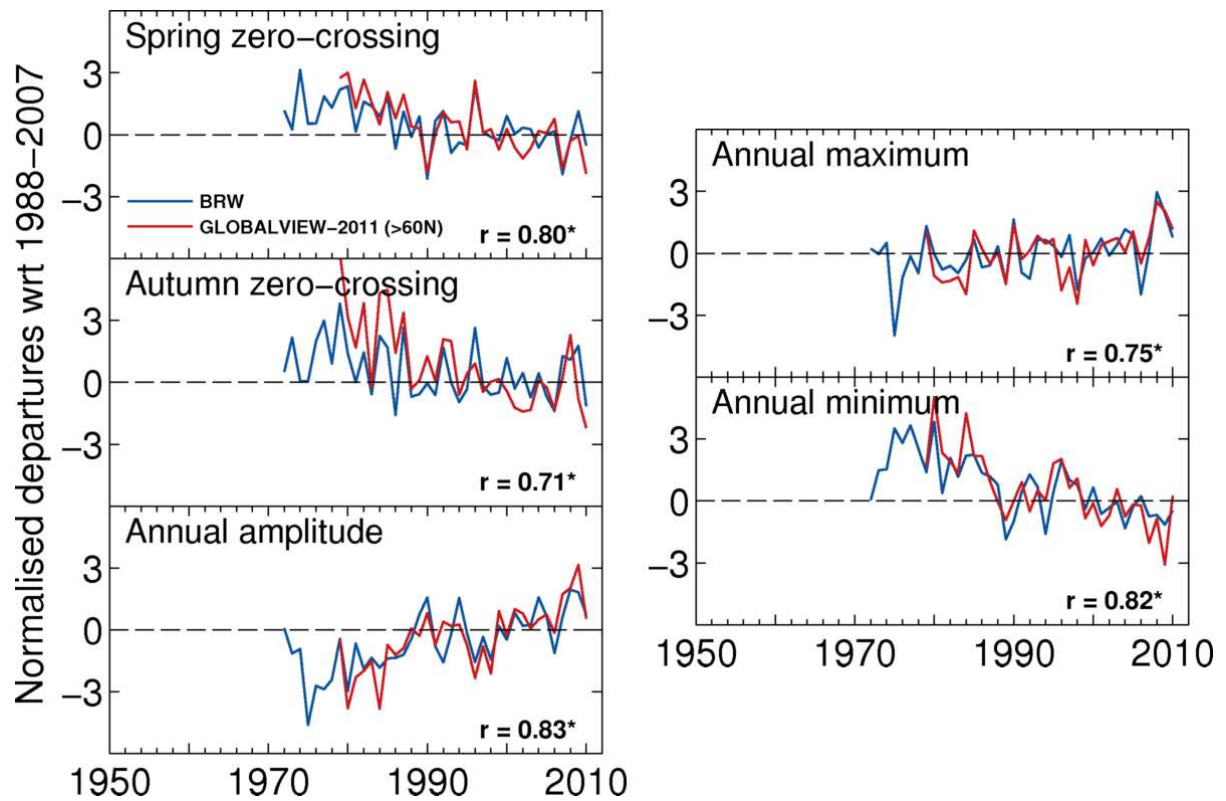 Normalised departures wrt 1988–2007
Spring zero–crossing
3
0
–3
BRW
GLOBALVIEW–2011 (>60N)
r = 0.80*
Autumn zero–crossing
3
0
–3
r = 0.71*
Annual amplitude
3
0
–3
r = 0.83*
1950 1970 1990 2010
Annual maximum
3
0
–3
r = 0.75*
Annual minimum
3
0
–3
r = 0.82*
1950 1970 1990 2010